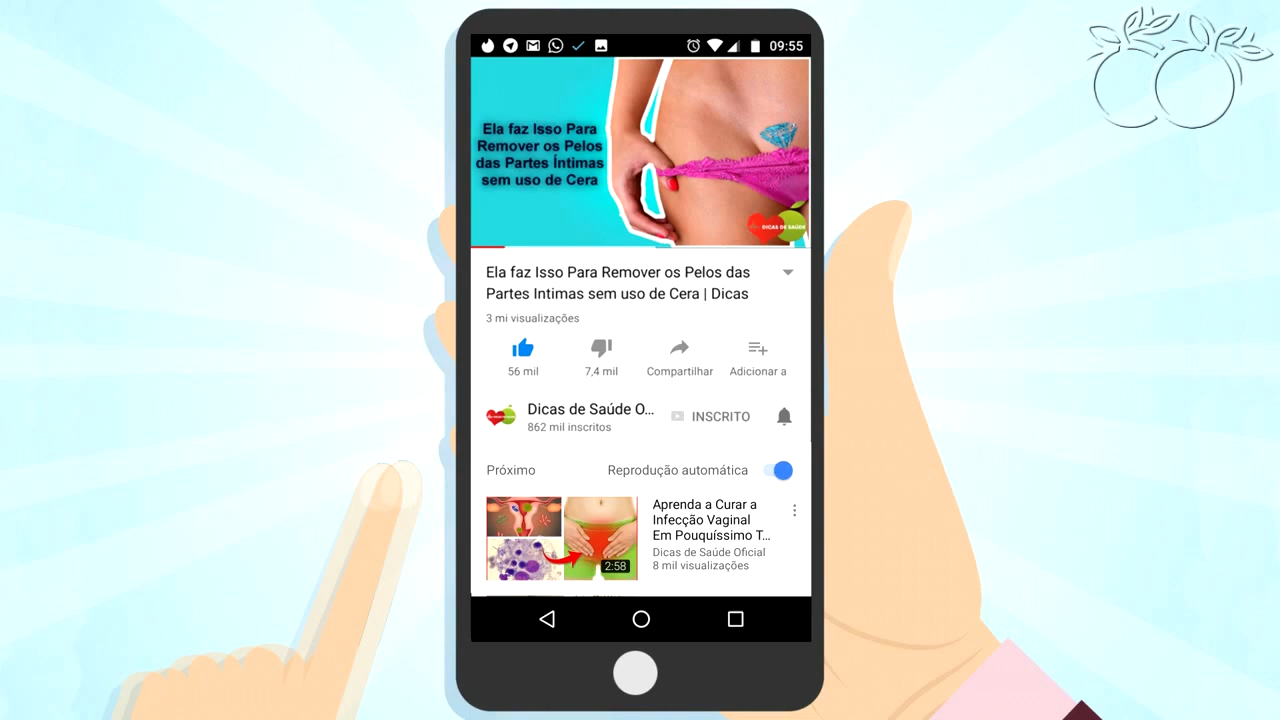 09:55
Ela faz Isso Para
Remover os Pelos
das Partes Íntimas
sem uso de Cera
DICAS DE SAÚDE
Ela faz Isso Para Remover os Pelos das
Partes Intimas sem uso de Cera | Dicas
3 mi visualizações
56 mil
7,4 mil
Compartilhar
Adicionar a
Dicas de Saúde O...
INSCRITO
862 mil inscritos
Próximo
Reprodução automática
Aprenda a Curar a
Infecção Vaginal
Em Pouquíssimo T...
Dicas de Saúde Oficial
8 mil visualizações
2:58